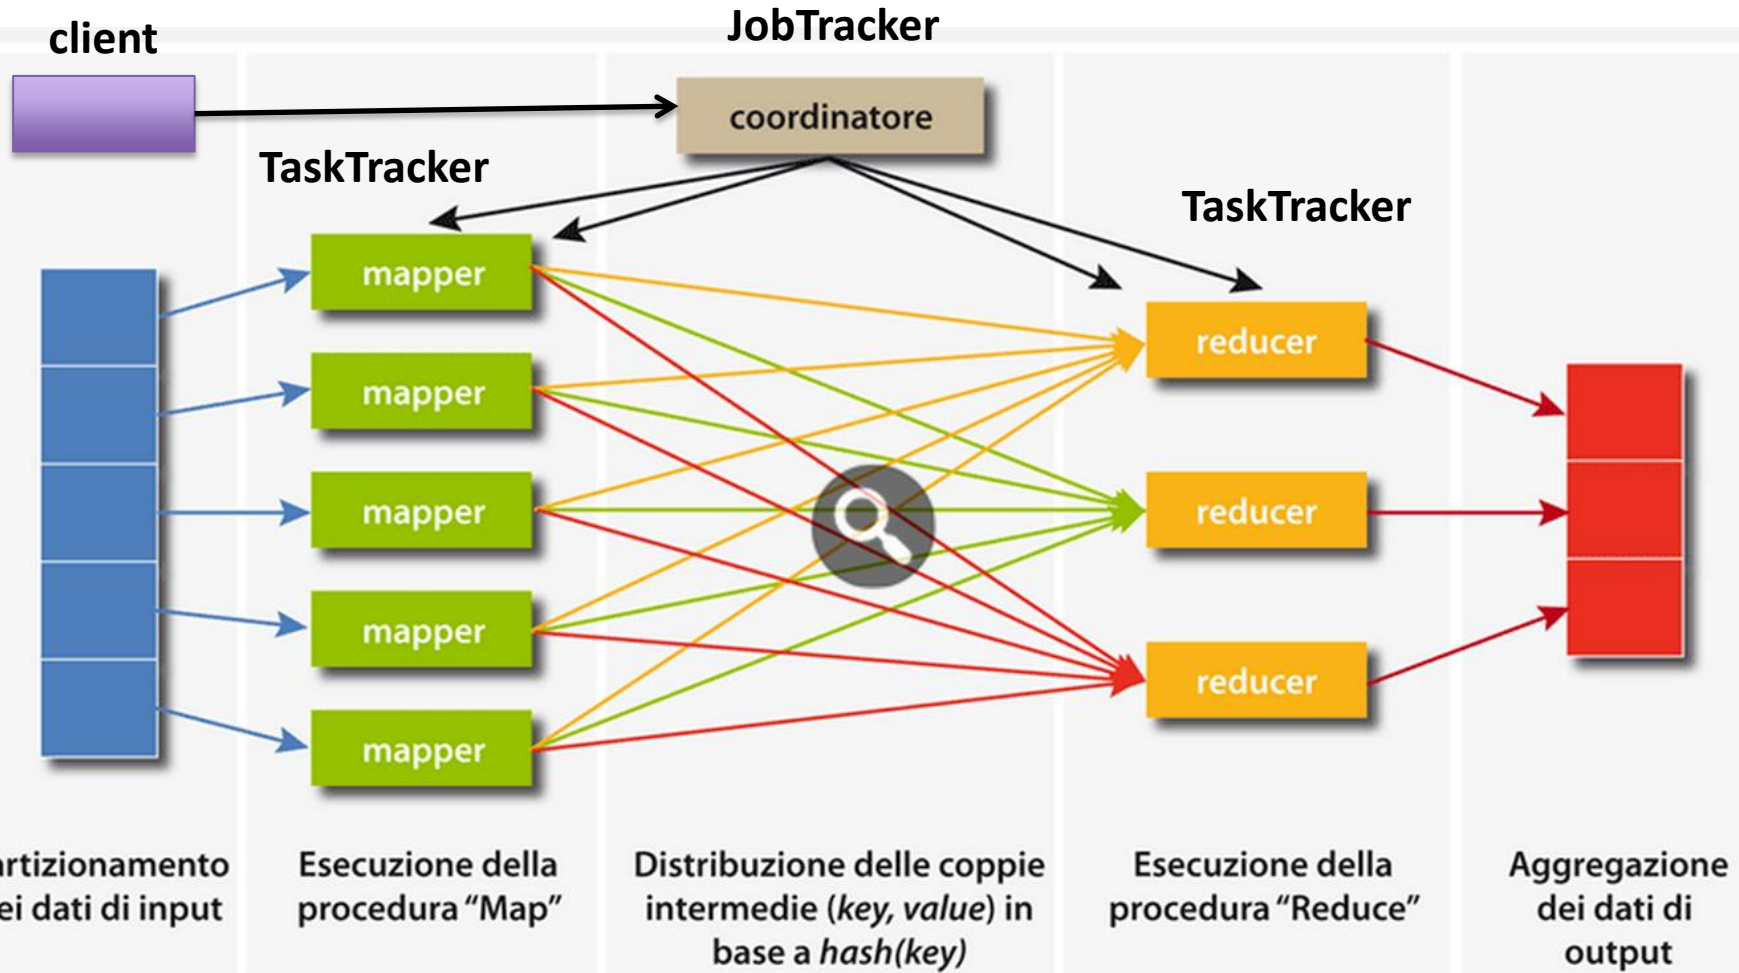 client
JobTracker
coordinatore
TaskTracker
TaskTracker
mapper
mapper
mapper
mapper
mapper
reducer
reducer
reducer
artizionamento
ei dati di input
Esecuzione della
procedura “Map”
Distribuzione delle coppie
intermedie (key, value) in
base a hash(key)
Esecuzione della
procedura “Reduce”
Aggregazione
dei dati di
output